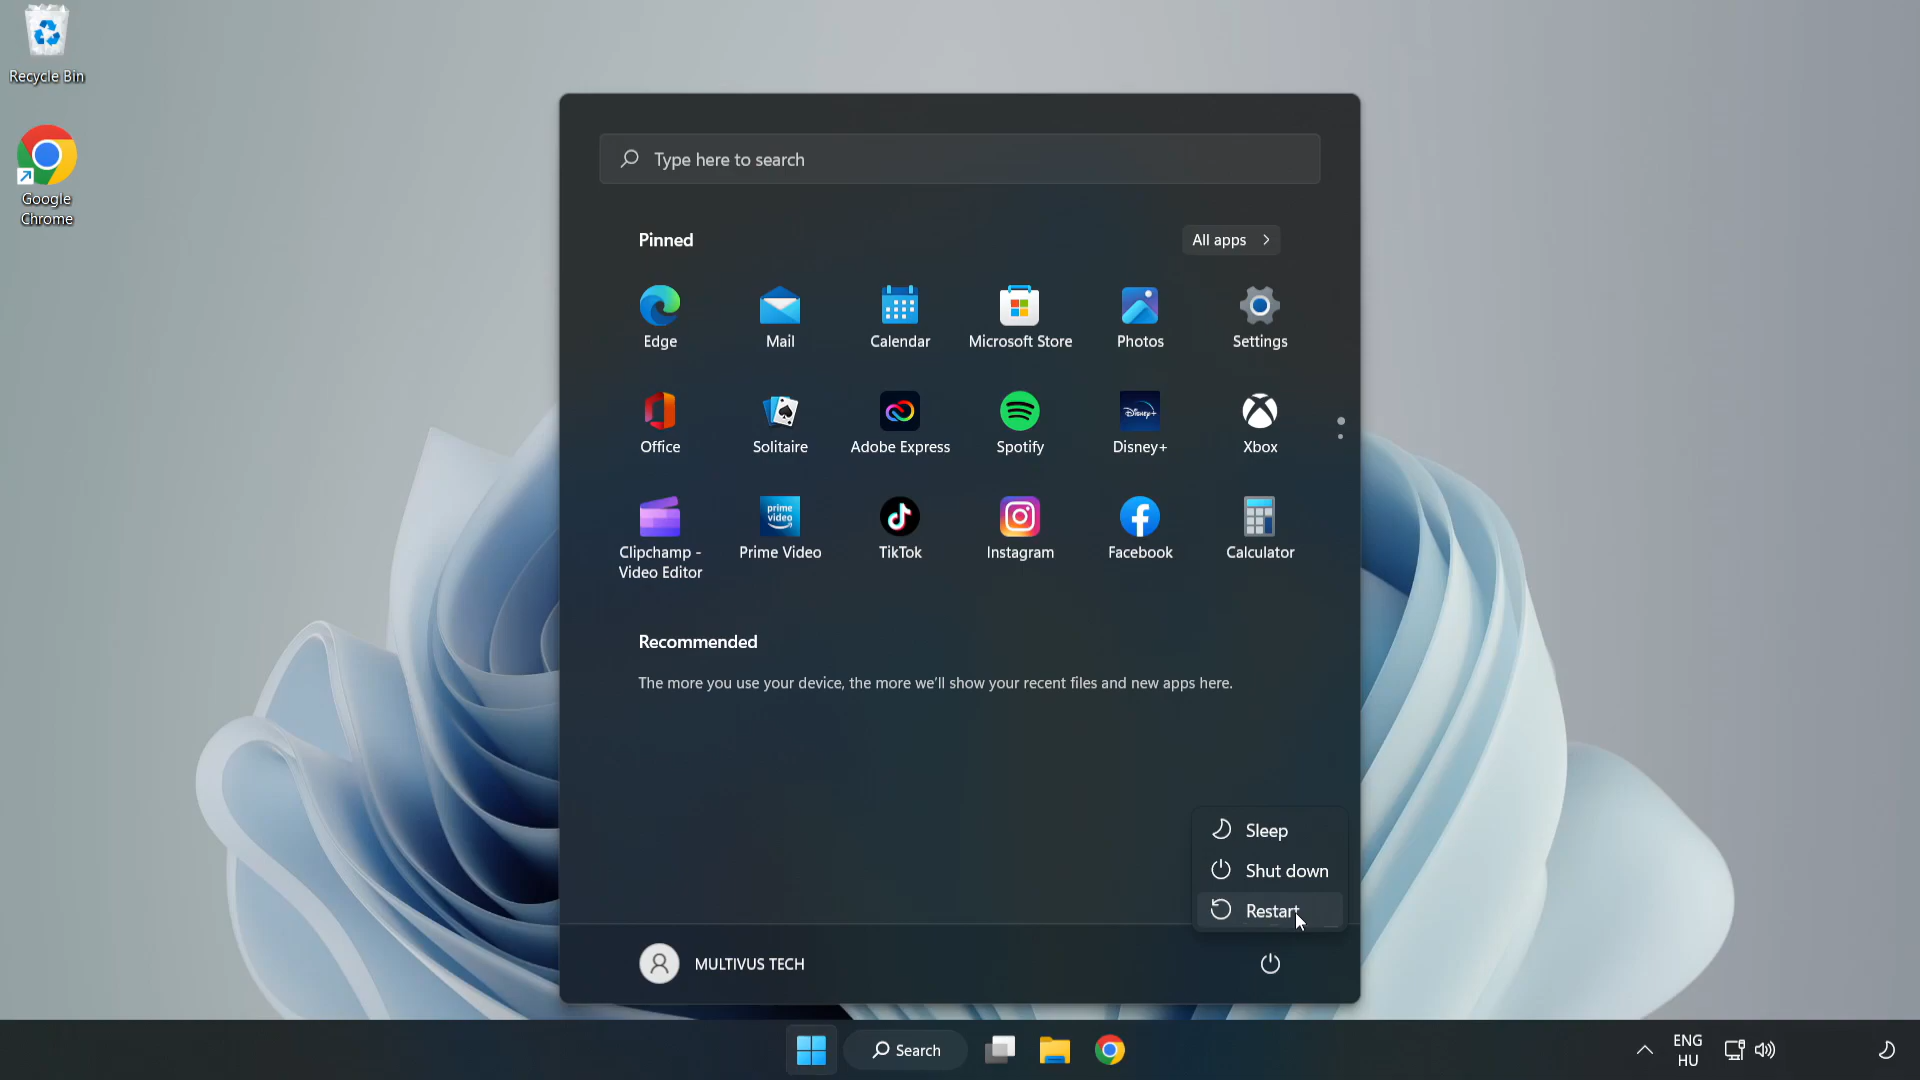 Recycle Bin
Google
Chrome
Type here to search
Pinned
All apps
Edge
Mail
Calendar
Microsoft Store
Photos
Settings
Office
Solitaire
Adobe Express
Disney+
Spotify
Disney+
Xbox
prime
video
Clipchamp -
Video Editor
Prime Video
TikTok
Instagram
Facebook
Calculator
Recommended
The more you use your device, the more we'll show your recent files and new apps here.
Sleep
Shut down
Restart
MULTIVUS TECH
Search
ENG
HU